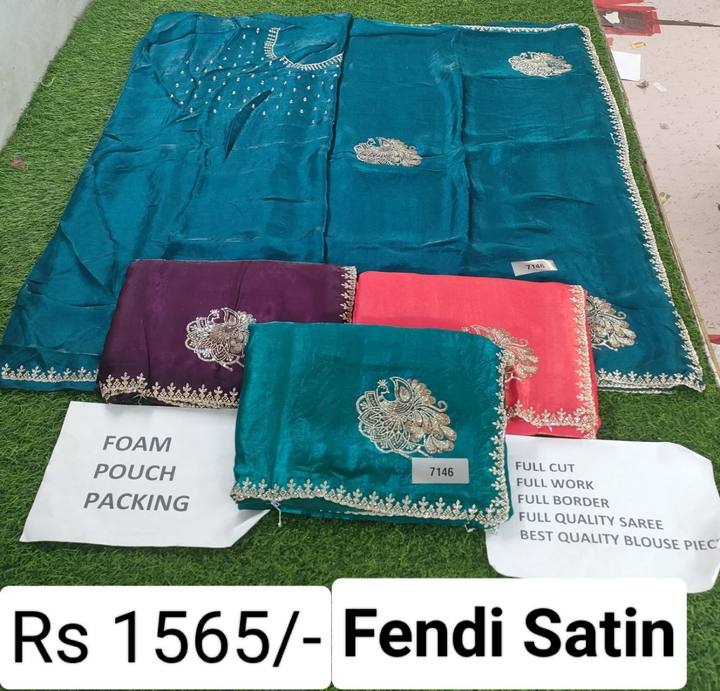 7146
7146
FOAM
POUCH
PACKING
FULL CUT
FULL WORK
FULL BORDER
FULL QUALITY SAREE
BEST QUALITY BLOUSE PIEC
Rs 1565/-
Fendi Satin